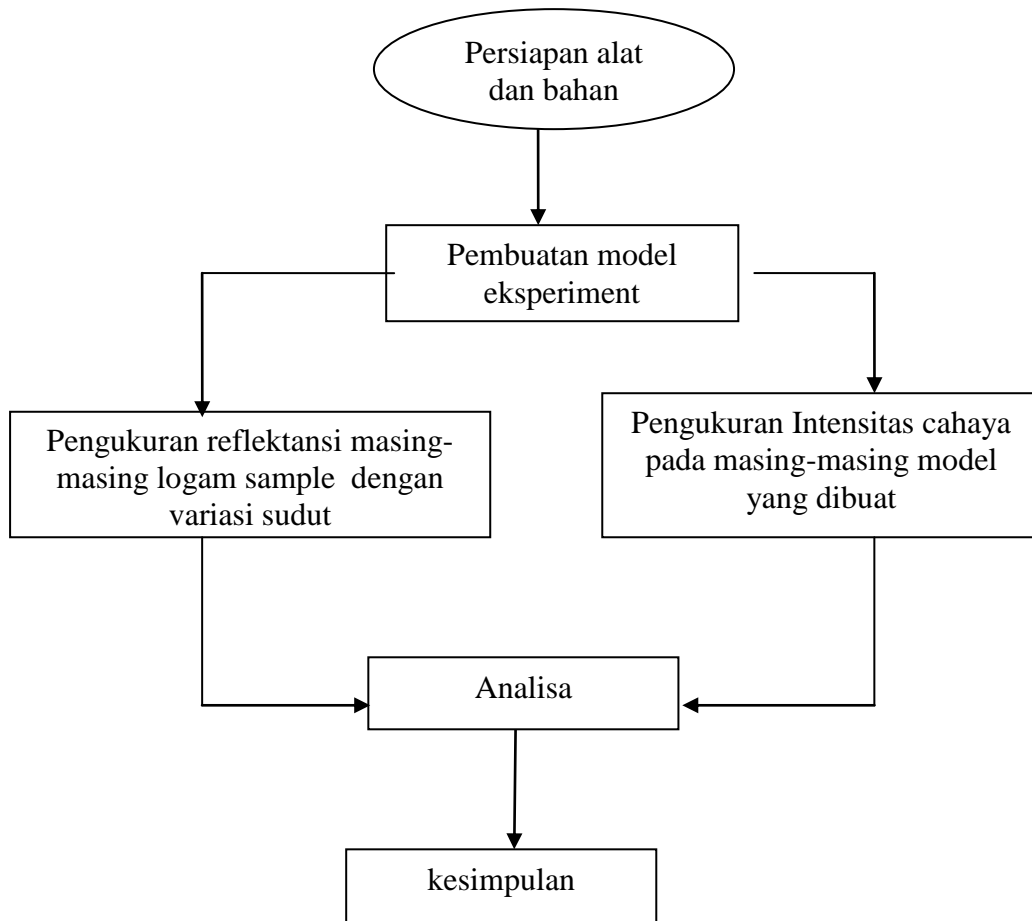 Persiapan alat
dan bahan
Pembuatan model
eksperiment
Pengukuran reflektansi masing-
masing logam sample  dengan
variasi sudut
Pengukuran Intensitas cahaya
pada masing-masing model
yang dibuat
Analisa
kesimpulan